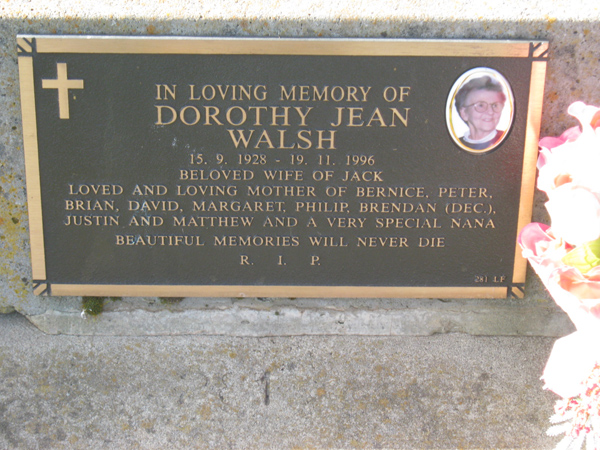 IN LOVING MEMORY OF
DOROTHY JEAN
WALSH
15. 9. 1928 - 19. 11. 1996
BELOVED WIFE OF JACK
LOVED AND LOVING MOTHER OF BERNICE, PETER,
BRIAN, DAVID, MARGARET, PHILIP, BRENDAN (DEC.),
JUSTIN AND MATTHEW AND A VERY SPECIAL NANA
BEAUTIFUL MEMORIES WILL NEVER DIE
R. I. P.
281 LF